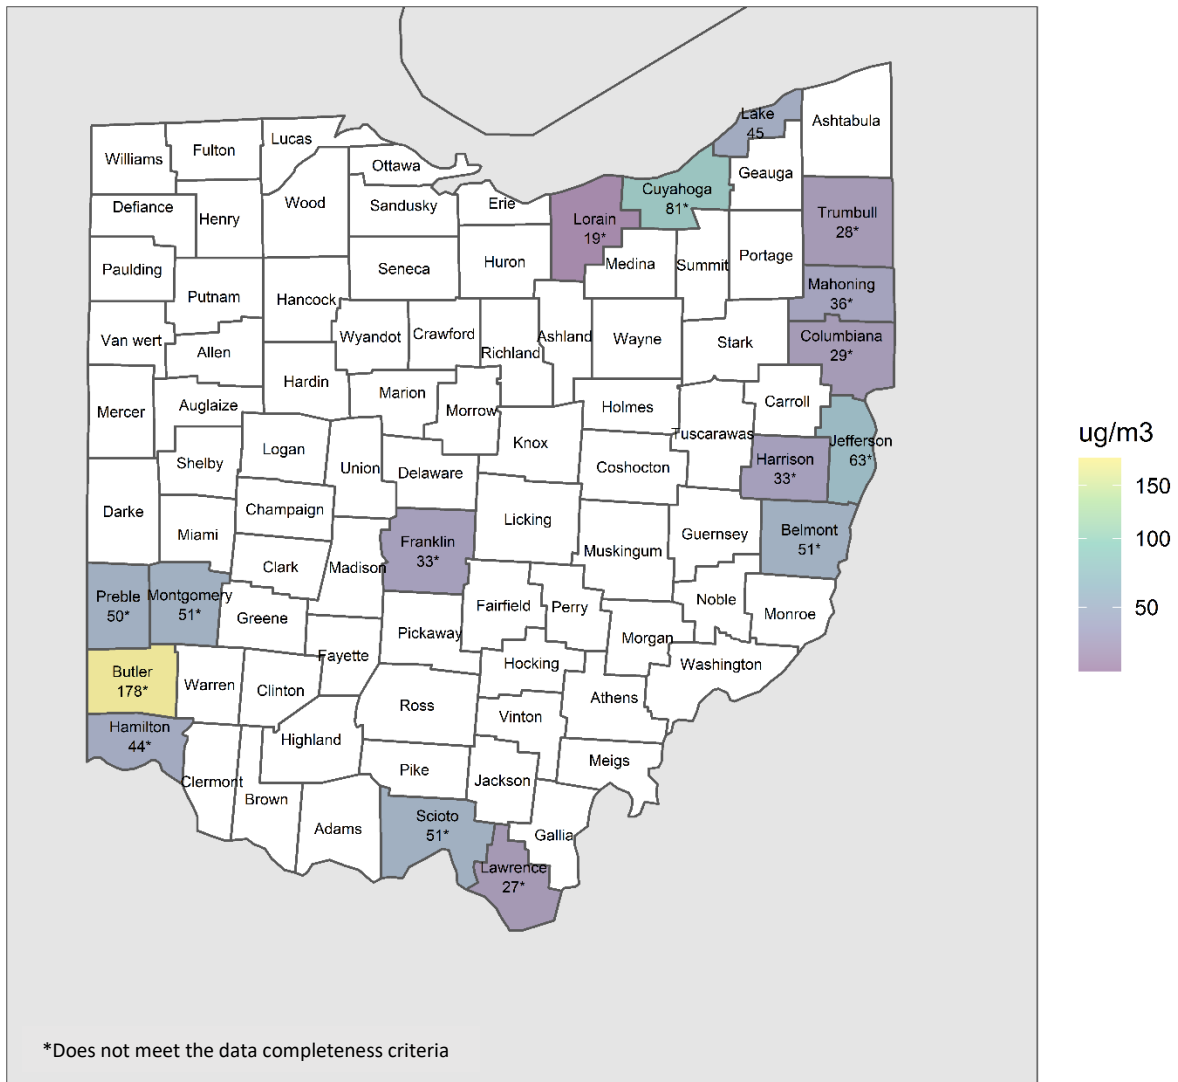 Lake
45
Ashtabula
Lucas
Williams
Fulton
Ottawa
Geauga
Cuyahoga
81*
Defiance
Henry
Wood
Sandusky
Erie
Lorain
19*
Trumbull
28*
Paulding
Seneca
Huron
Medina
Summit
Portage
Putnam
Hancock
Mahoning
36*
Van wert
Allen
Wyandot
Crawford
Richland
Ashland
Wayne
Stark
Columbiana
29*
Hardin
Marion
Mercer
Auglaize
Morrow
Holmes
Carroll
Tuscarawas
Logan
Knox
Jefferson
63*
Shelby
Union
Delaware
Coshocton
Harrison
33*
Darke
Champaign
Licking
Miami
Guernsey
Belmont
51*
Franklin
33*
Muskingum
Clark
Madison
Preble
50*
Montgomery
51*
Greene
Fairfield
Perry
Noble
Monroe
Pickaway
Morgan
Fayette
Hocking
Washington
Butler
178*
Warren
Clinton
Athens
Ross
Vinton
Hamilton
44*
Highland
Meigs
Pike
Jackson
Clermont
Brown
Adams
Scioto
51*
Gallia
Lawrence
27*
*Does not meet the data completeness criteria
ug/m3
150
100
50